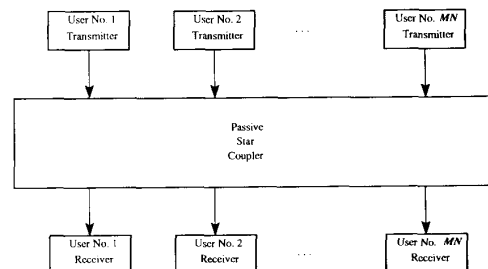 User No. 1
Transmitter
User No. 2
Transmitter
. . .
User No. MN
Transmitter
Passive
Star
Coupler
User No. 1
Receiver
User No. 2
Receiver
. . .
User No. MN
Receiver